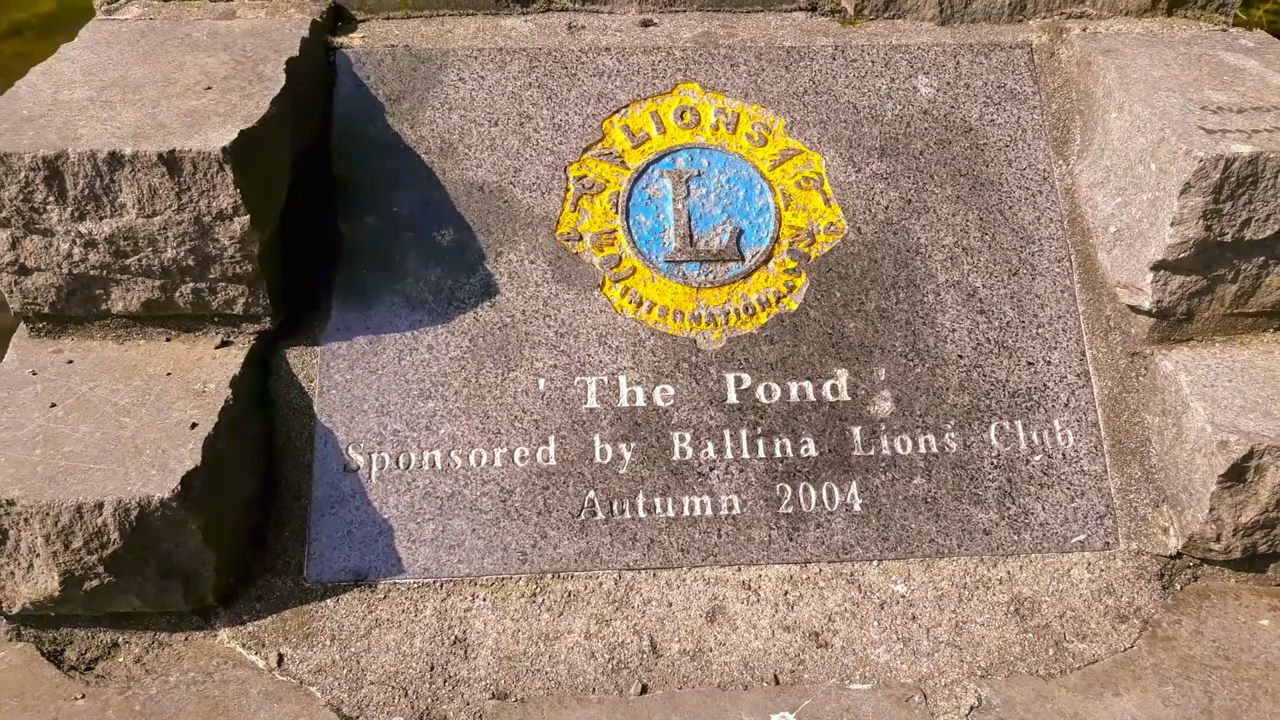 LIONS
INTERNATIONAL
L
' The Pond '
Sponsored by Ballina Lions Club
Autumn 2004